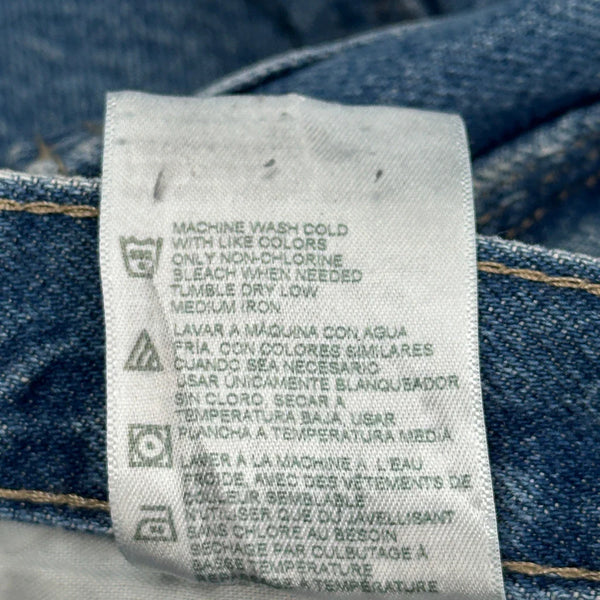 MACHINE WASH COLD
WITH LIKE COLORS
ONLY NON-CHLORINE
BLEACH WHEN NEEDED
TUMBLE DRY LOW
MEDIUM IRON
LAVAR A MÁQUINA CON AGUA
FRÍA, CON COLORES SIMILARES
CUANDO SEA NECESARIO
USAR ÚNICAMENTE BLANQUEADOR
SIN CLORO, SECAR A
TEMPERATURA BAJA, USAR
PLANCHA A TEMPERATURA MEDIA
LAVER À LA MACHINE À L'EAU
FROIDE, AVEC DES VÊTEMENTS DE
COULEUR SEMBLABLE
N'UTILISER QUE DU JAVELLISANT
SANS CHLORE AU BESOIN
SÉCHAGE PAR CULBUTAGE À
BASSE TEMPÉRATURE
REPASSER À TEMPÉRATURE